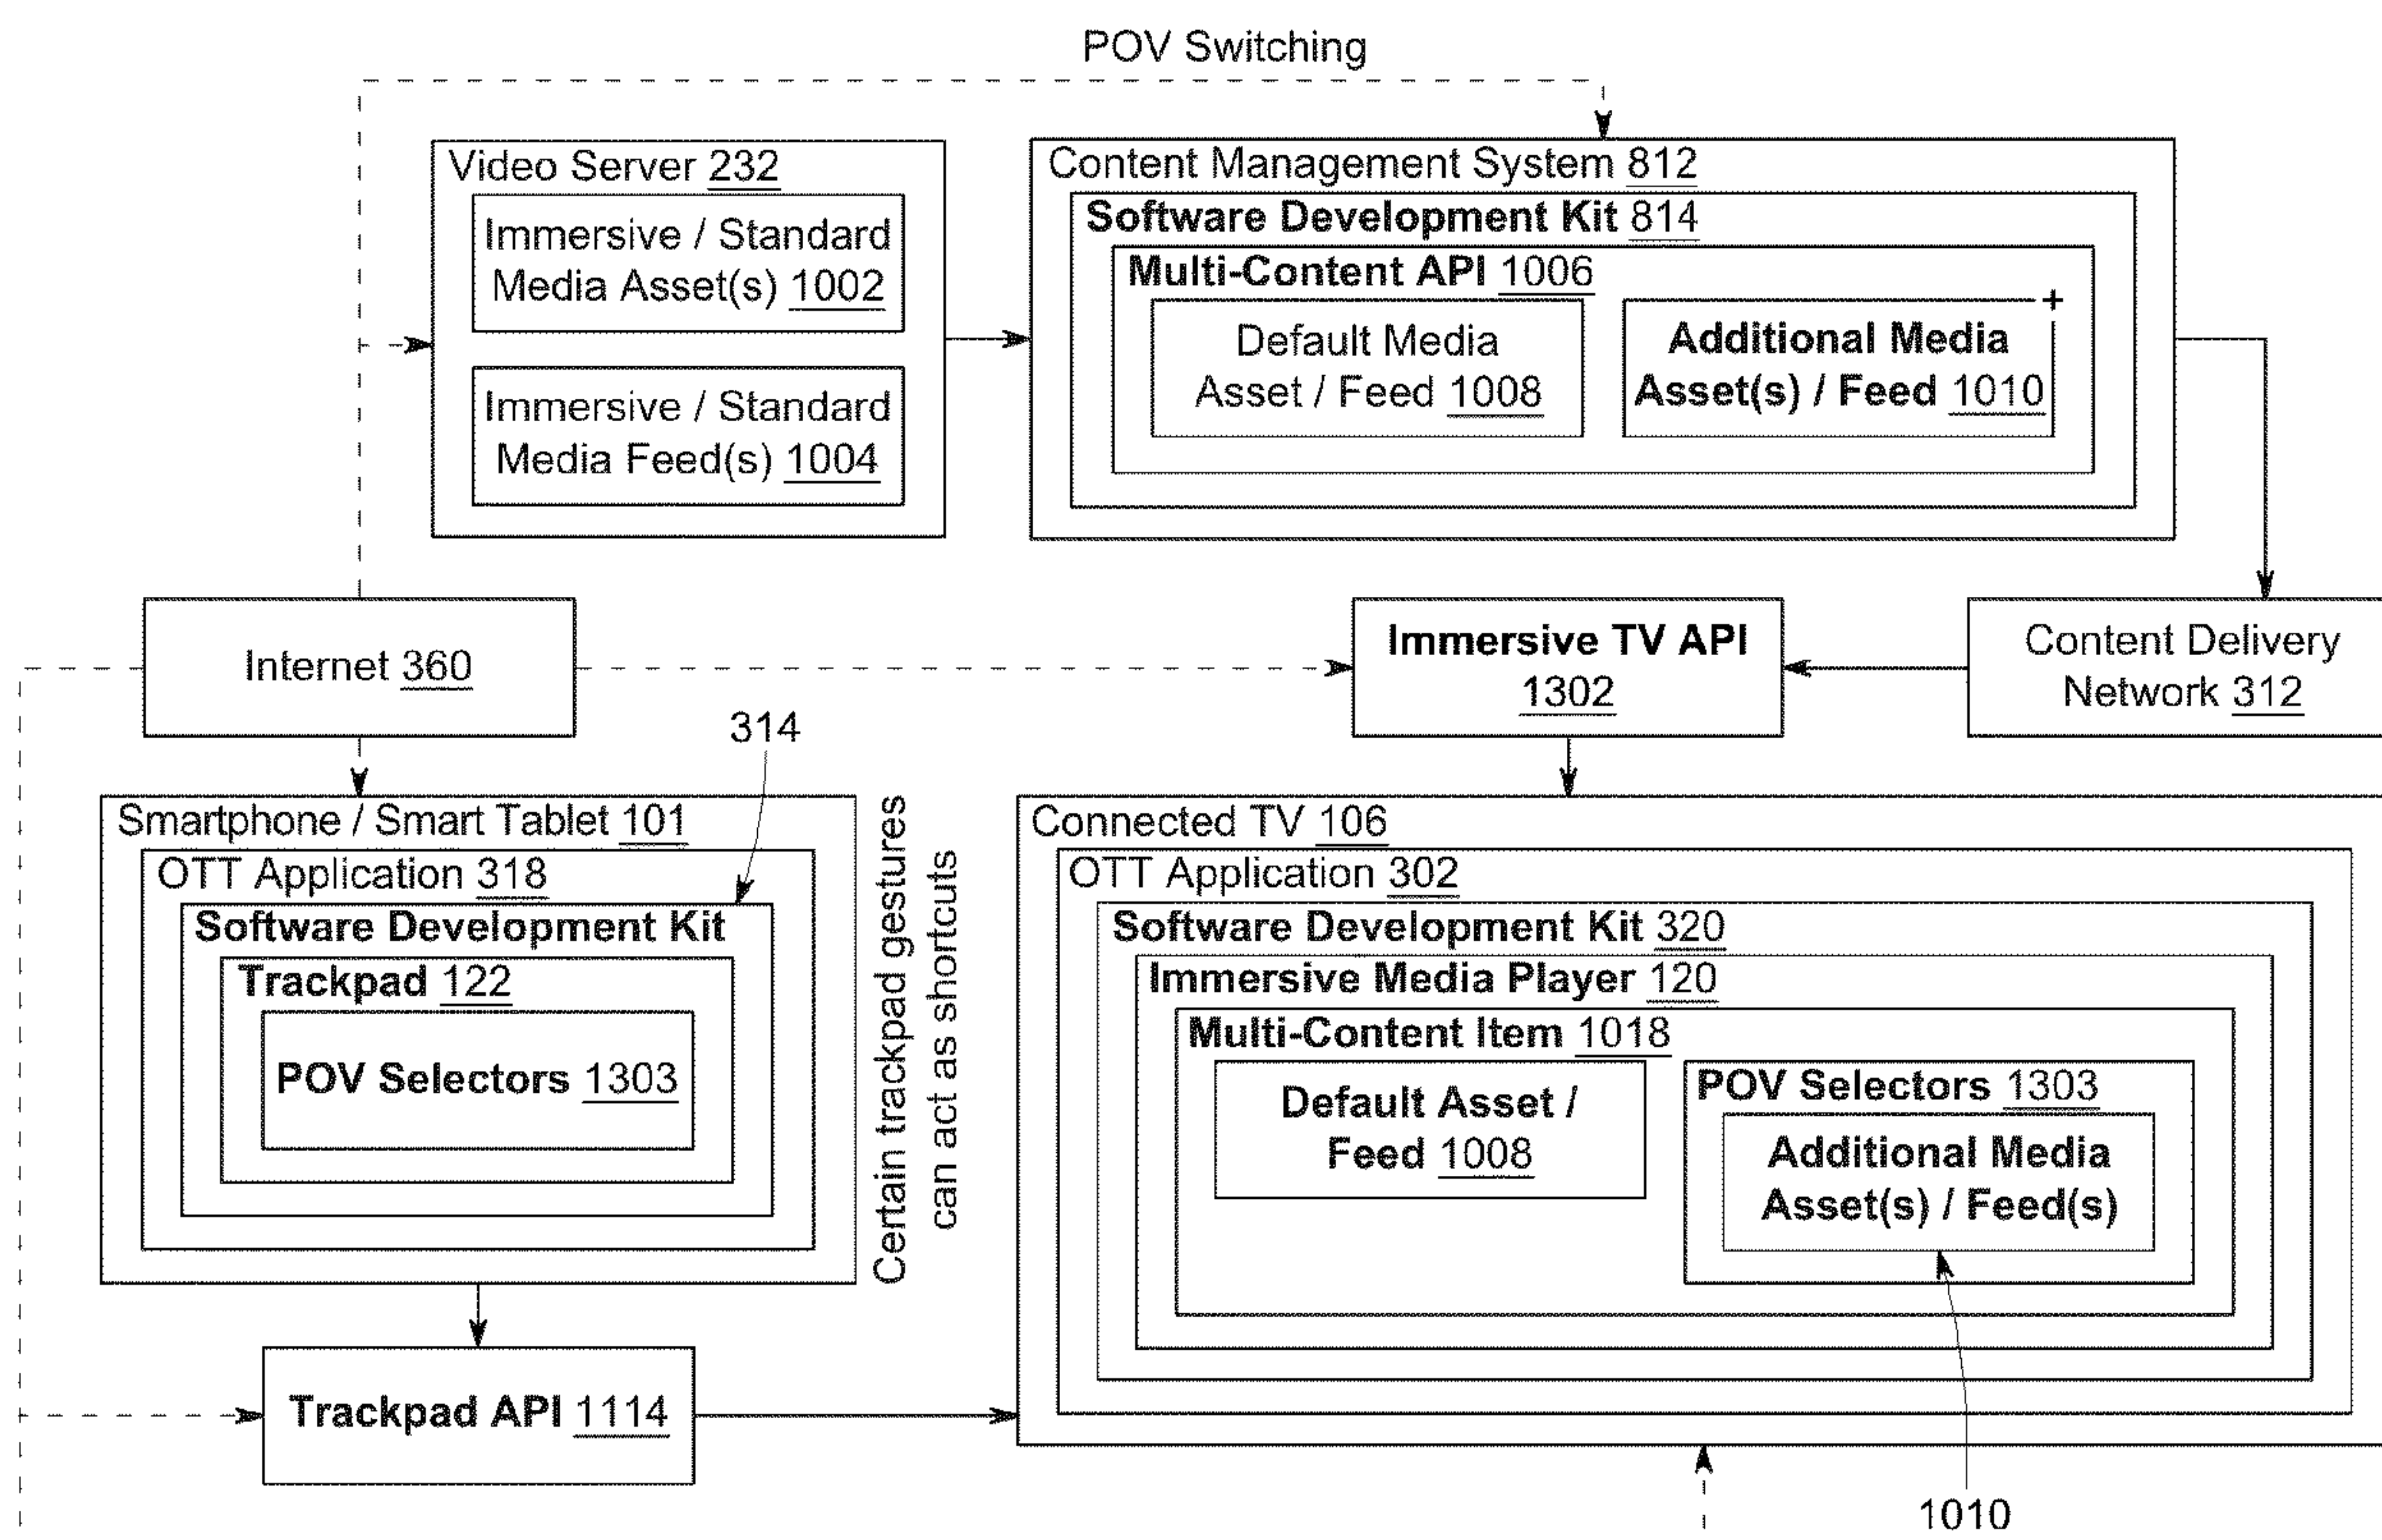 POV Switching
Video Server 232
Immersive / Standard
Media Asset(s) 1002
Immersive / Standard
Media Feed(s) 1004
Content Management System 812
Software Development Kit 814
Multi-Content API 1006
Default Media
Asset / Feed 1008
+
Additional Media
Asset(s) / Feed 1010
Internet 360
Immersive TV API
1302
Content Delivery
Network 312
314
Smartphone / Smart Tablet 101
OTT Application 318
Software Development Kit
Trackpad 122
POV Selectors 1303
Certain trackpad gestures
can act as shortcuts
Connected TV 106
OTT Application 302
Software Development Kit 320
Immersive Media Player 120
Multi-Content Item 1018
Default Asset /
Feed 1008
POV Selectors 1303
Additional Media
Asset(s) / Feed(s)
Trackpad API 1114
1010